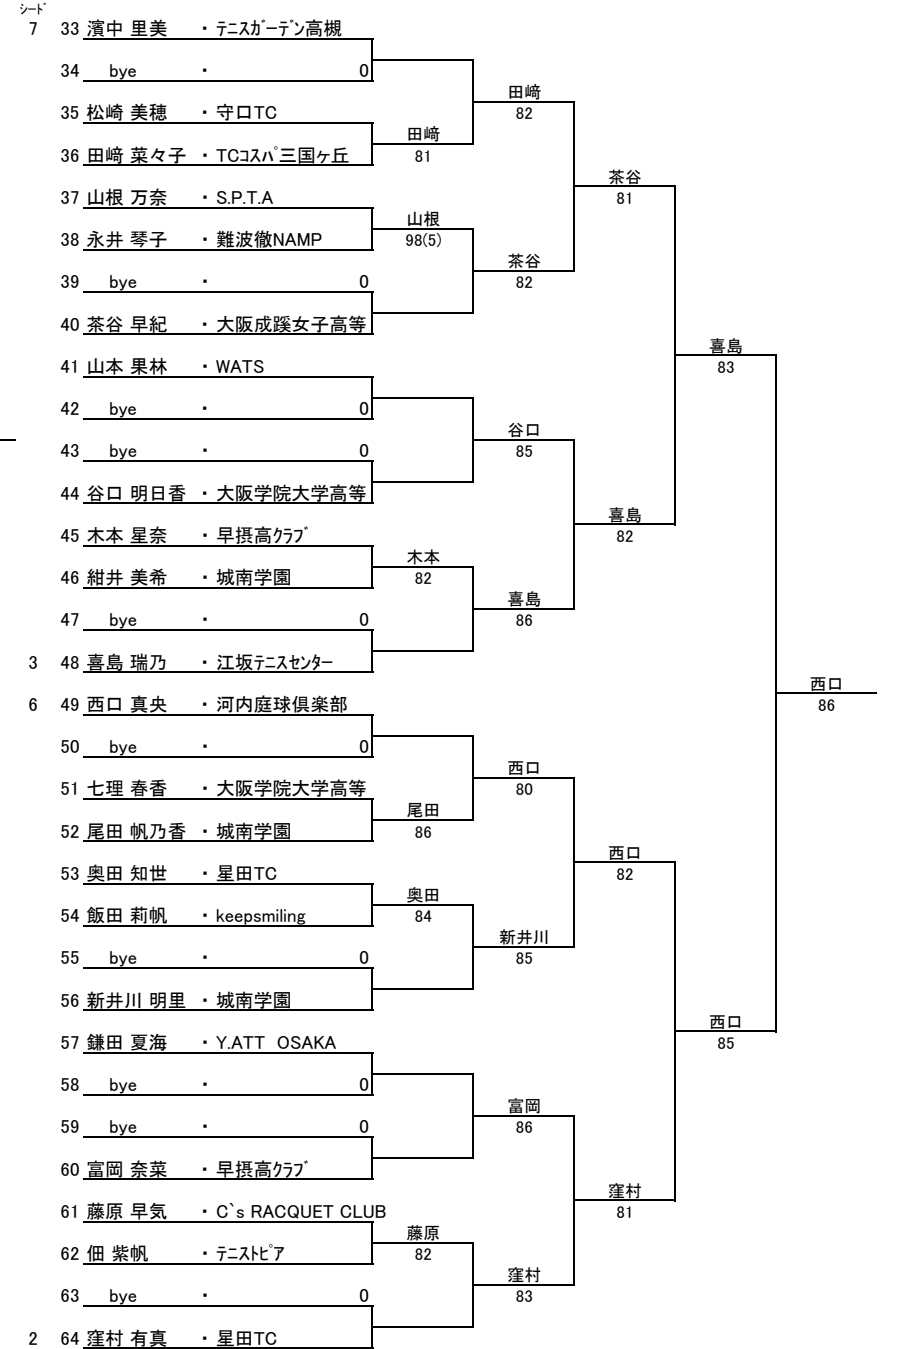 シード
7 33 濱中 里美 ・ テニスガーデン高槻
34 bye ・ 0
田﨑
82
35 松崎 美穂 ・ 守口TC
田﨑
81
36 田﨑 菜々子 ・ TCコスパ三国ヶ丘
茶谷
81
37 山根 万奈 ・ S.P.T.A
山根
98(5)
38 永井 琴子 ・ 難波徹NAMP
茶谷
82
39 bye ・ 0
40 茶谷 早紀 ・ 大阪成蹊女子高等
喜島
83
41 山本 果林 ・ WATS
42 bye ・ 0
谷口
85
43 bye ・ 0
44 谷口 明日香 ・ 大阪学院大学高等
喜島
82
45 木本 星奈 ・ 早摂高クラブ
木本
82
46 紺井 美希 ・ 城南学園
喜島
86
47 bye ・ 0
3 48 喜島 瑞乃 ・ 江坂テニスセンター
西口
86
6 49 西口 真央 ・ 河内庭球倶楽部
50 bye ・ 0
西口
80
51 七理 春香 ・ 大阪学院大学高等
尾田
86
52 尾田 帆乃香 ・ 城南学園
西口
82
53 奥田 知世 ・ 星田TC
奥田
84
54 飯田 莉帆 ・ keepsmiling
新井川
85
55 bye ・ 0
56 新井川 明里 ・ 城南学園
西口
85
57 鎌田 夏海 ・ Y.ATT OSAKA
58 bye ・ 0
富岡
86
59 bye ・ 0
60 富岡 奈菜 ・ 早摂高クラブ
窪村
81
61 藤原 早気 ・ C`s RACQUET CLUB
藤原
82
62 佃 紫帆 ・ テニストピア
窪村
83
63 bye ・ 0
2 64 窪村 有真 ・ 星田TC